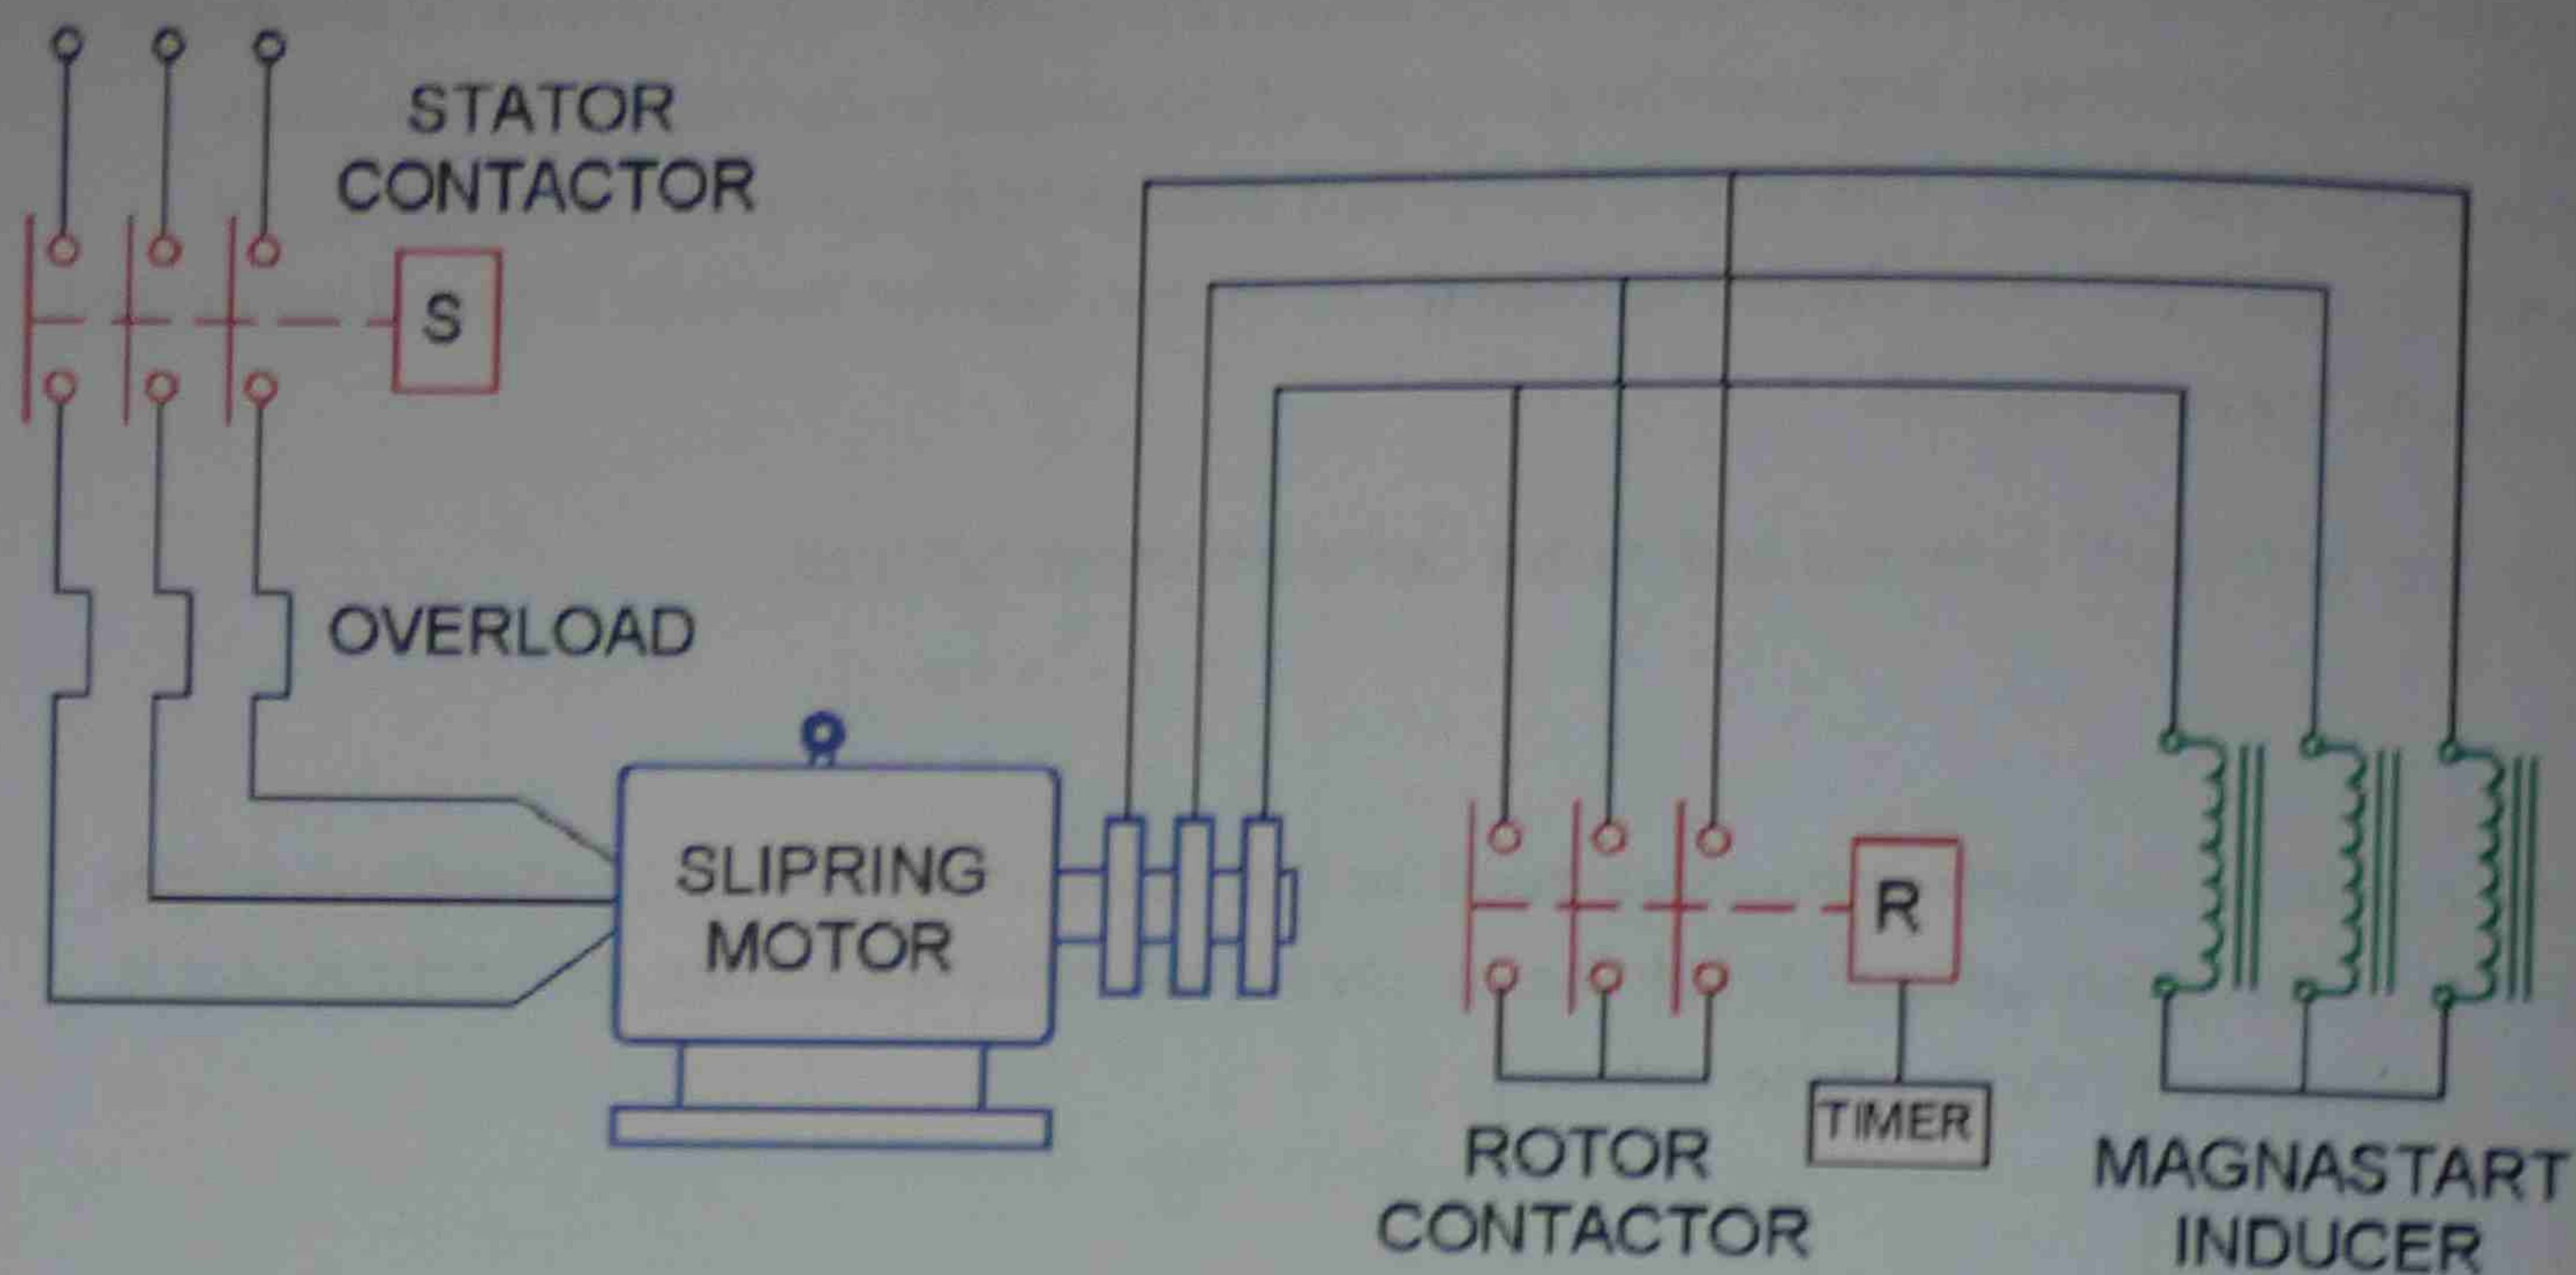 STATOR
CONTACTOR
S
OVERLOAD
SLIPRING
MOTOR
R
TIMER
ROTOR
CONTACTOR
MAGNASTART
INDUCER